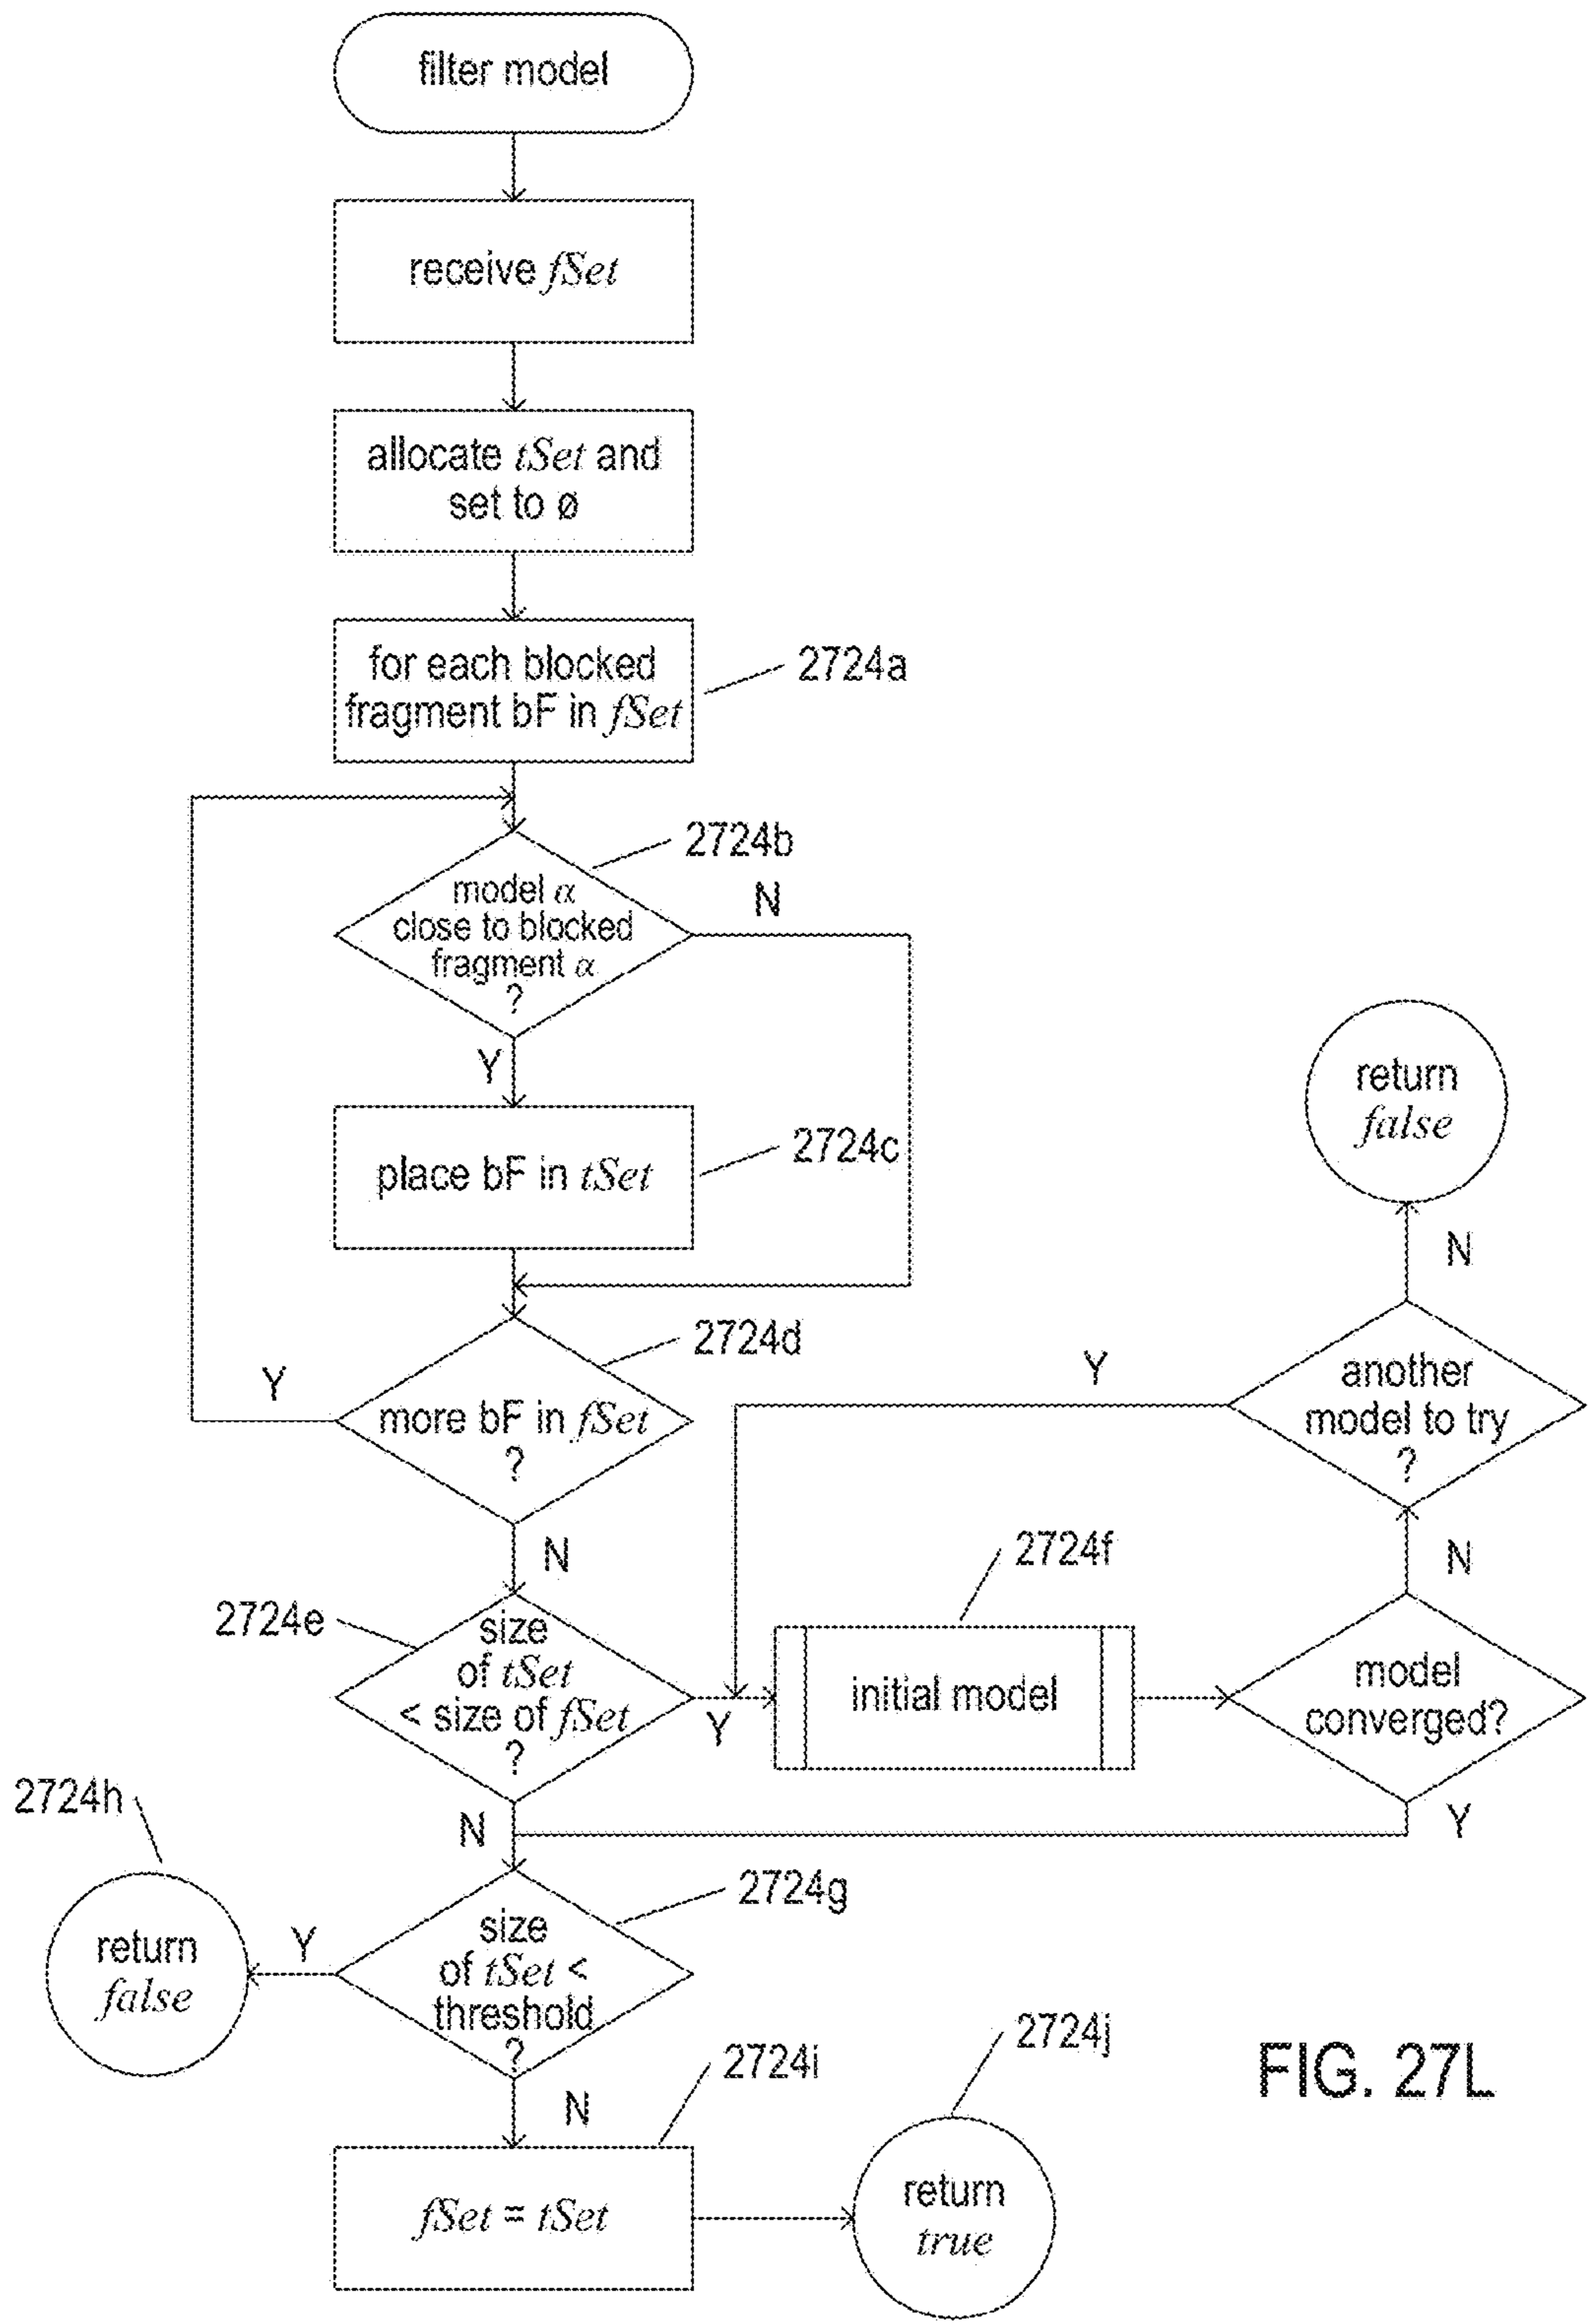 filter model
receive fSet
allocate tSet and
set to ø
for each blocked
fragment bF in fSet
2724a
2724b
model α
close to blocked
fragment α
?
N
Y
place bF in tSet
2724c
return
false
N
2724d
more bF in fSet
?
Y
another
model to try
?
Y
N
N
2724e
size
of tSet
< size of fSet
?
Y
2724f
initial model
model
converged?
Y
N
2724h
return
false
Y
2724g
size
of tSet <
threshold
?
N
2724i
fSet = tSet
2724j
return
true
FIG. 27L